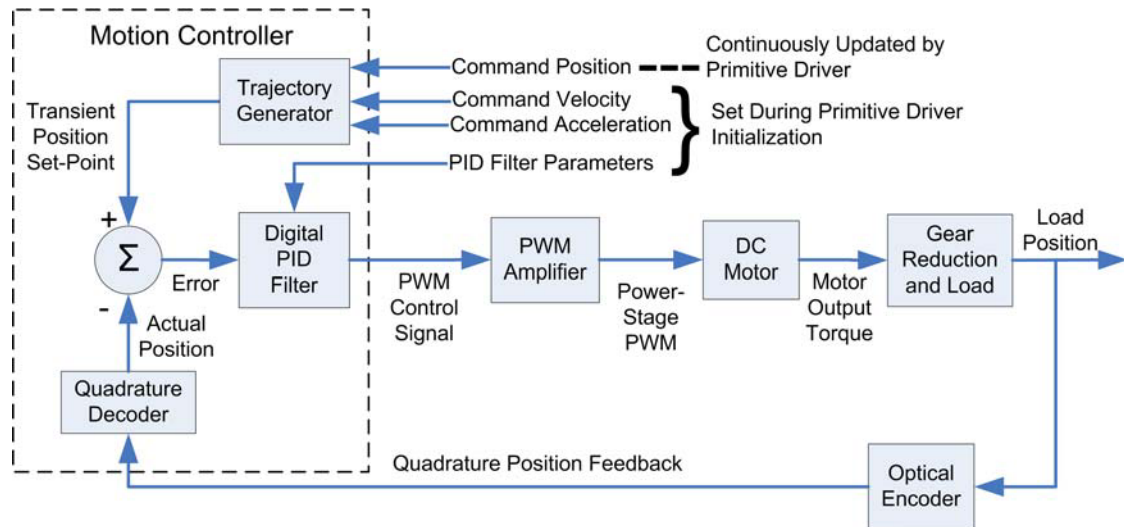 Motion Controller
Trajectory
Generator
Command Position
Continuously Updated by
Primitive Driver
Command Velocity
Command Acceleration
}
Set During Primitive Driver
Initialization
PID Filter Parameters
Transient
Position
Set-Point
+
Σ
-
Error
Digital
PID
Filter
PWM
Control
Signal
PWM
Amplifier
Power-
Stage
PWM
DC
Motor
Motor
Output
Torque
Gear
Reduction
and Load
Load
Position
Actual
Position
Quadrature
Decoder
Quadrature Position Feedback
Optical
Encoder